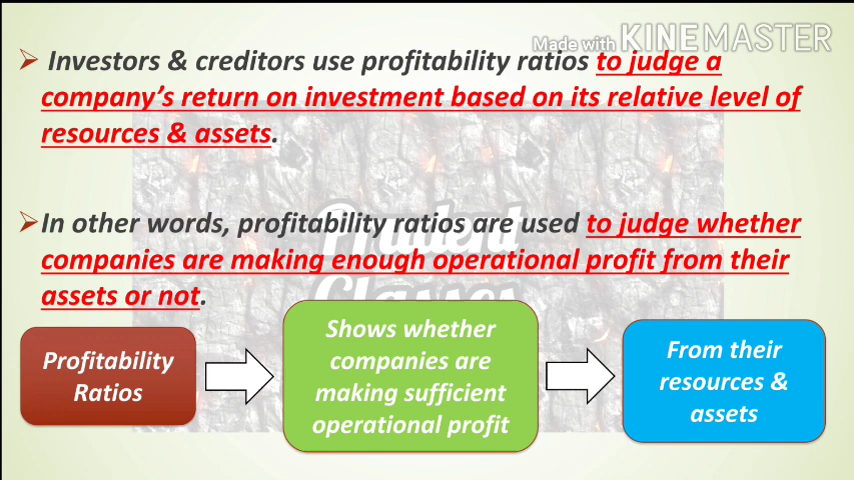 Made with KINEMASTER
➢ Investors & creditors use profitability ratios to judge a
company's return on investment based on its relative level of
resources & assets.
➢In other words, profitability ratios are used to judge whether
companies are making enough operational profit from their
assets or not.
Prudent
Classes
Profitability
Ratios
Shows whether
companies are
making sufficient
operational profit
From their
resources &
assets